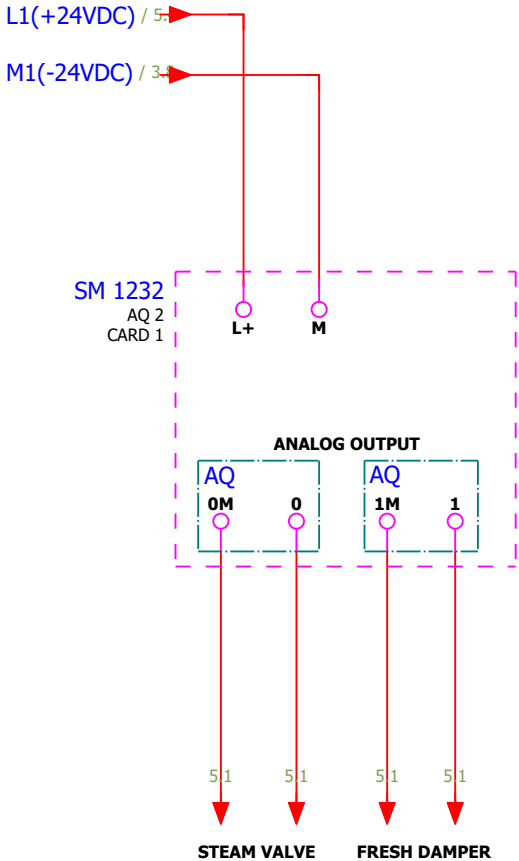 L1(+24VDC) / 5.
M1(-24VDC) / 3.8
SM 1232
AQ 2
CARD 1
L+ M
ANALOG OUTPUT
AQ AQ
0M 0 1M 1
5.1 5.1 5.1 5.1
STEAM VALVE FRESH DAMPER